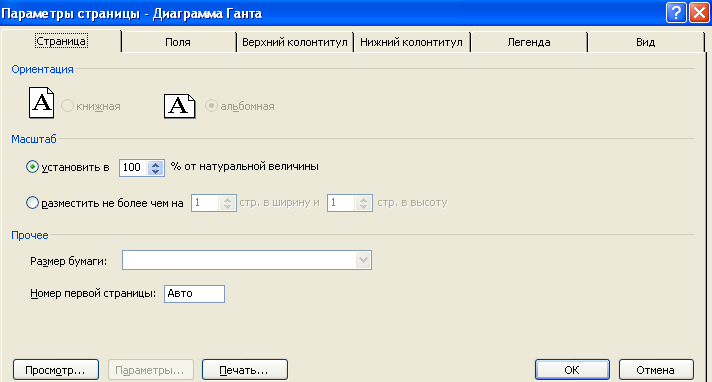 Параметры страницы - Диаграмма Ганта
Страница Поля Верхний колонтитул Нижний колонтитул Легенда Вид
Ориентация
A книжная A альбомная
Масштаб
установить в 100 % от натуральной величины
разместить не более чем на 1 стр. в ширину и 1 стр. в высоту
Прочее
Размер бумаги:
Номер первой страницы: Авто
Просмотр... Параметры... Печать... ОК Отмена